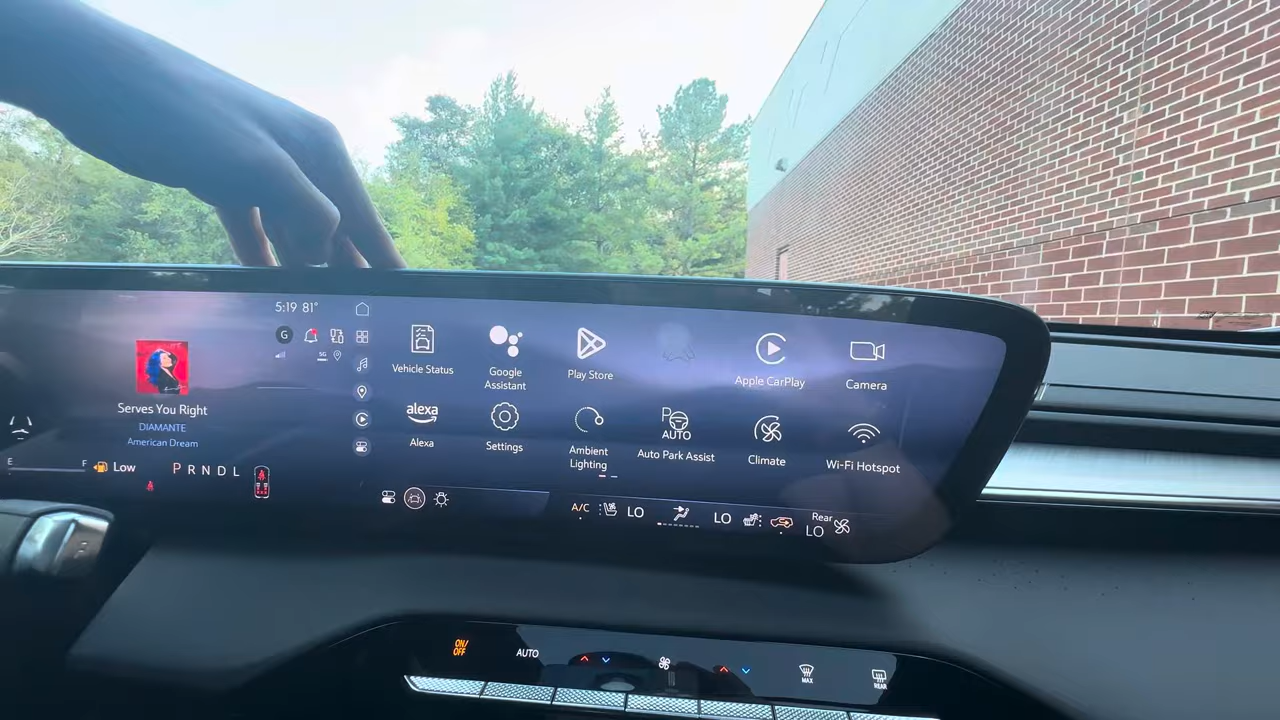 5:19 81°
G
5G
Serves You Right
DIAMANTE
American Dream
E F Low
P R N D L
Vehicle Status
Google
Assistant
Play Store
Apple CarPlay
Camera
alexa
Alexa
Settings
Ambient
Lighting
P
AUTO
Auto Park Assist
Climate
Wi-Fi Hotspot
A/C LO LO Rear
LO
ON/
OFF
AUTO
MAX
REAR